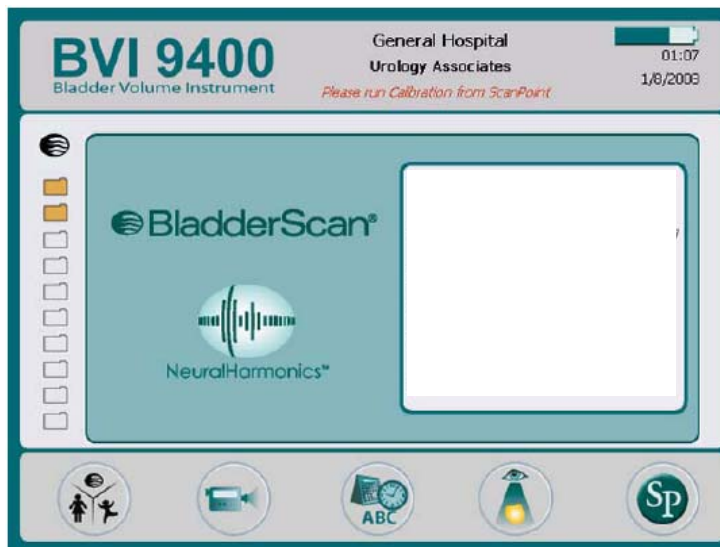 BVI 9400
Bladder Volume Instrument
General Hospital
Urology Associates
Please run Calibration from ScanPoint
01:07
1/8/2003
BladderScan®
NeuralHarmonics™
ABC
SP